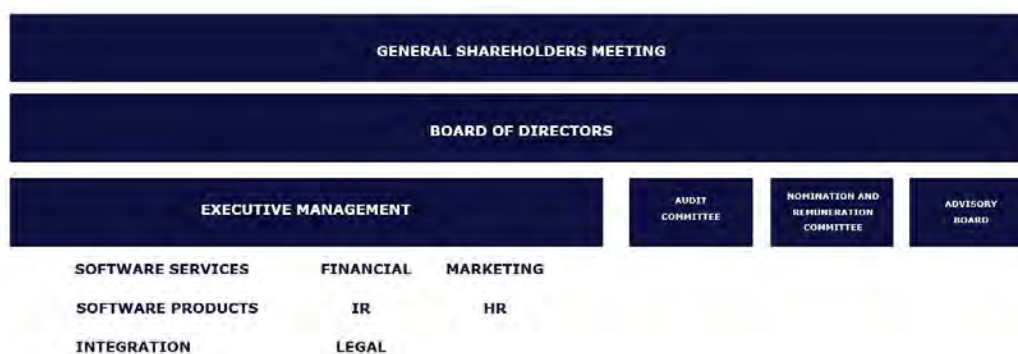 GENERAL SHAREHOLDERS MEETING
BOARD OF DIRECTORS
EXECUTIVE MANAGEMENT
AUDIT
COMMITTEE
NOMINATION AND
REMUNERATION
COMMITTEE
ADVISORY
BOARD
SOFTWARE SERVICES FINANCIAL MARKETING
SOFTWARE PRODUCTS IR HR
INTEGRATION LEGAL